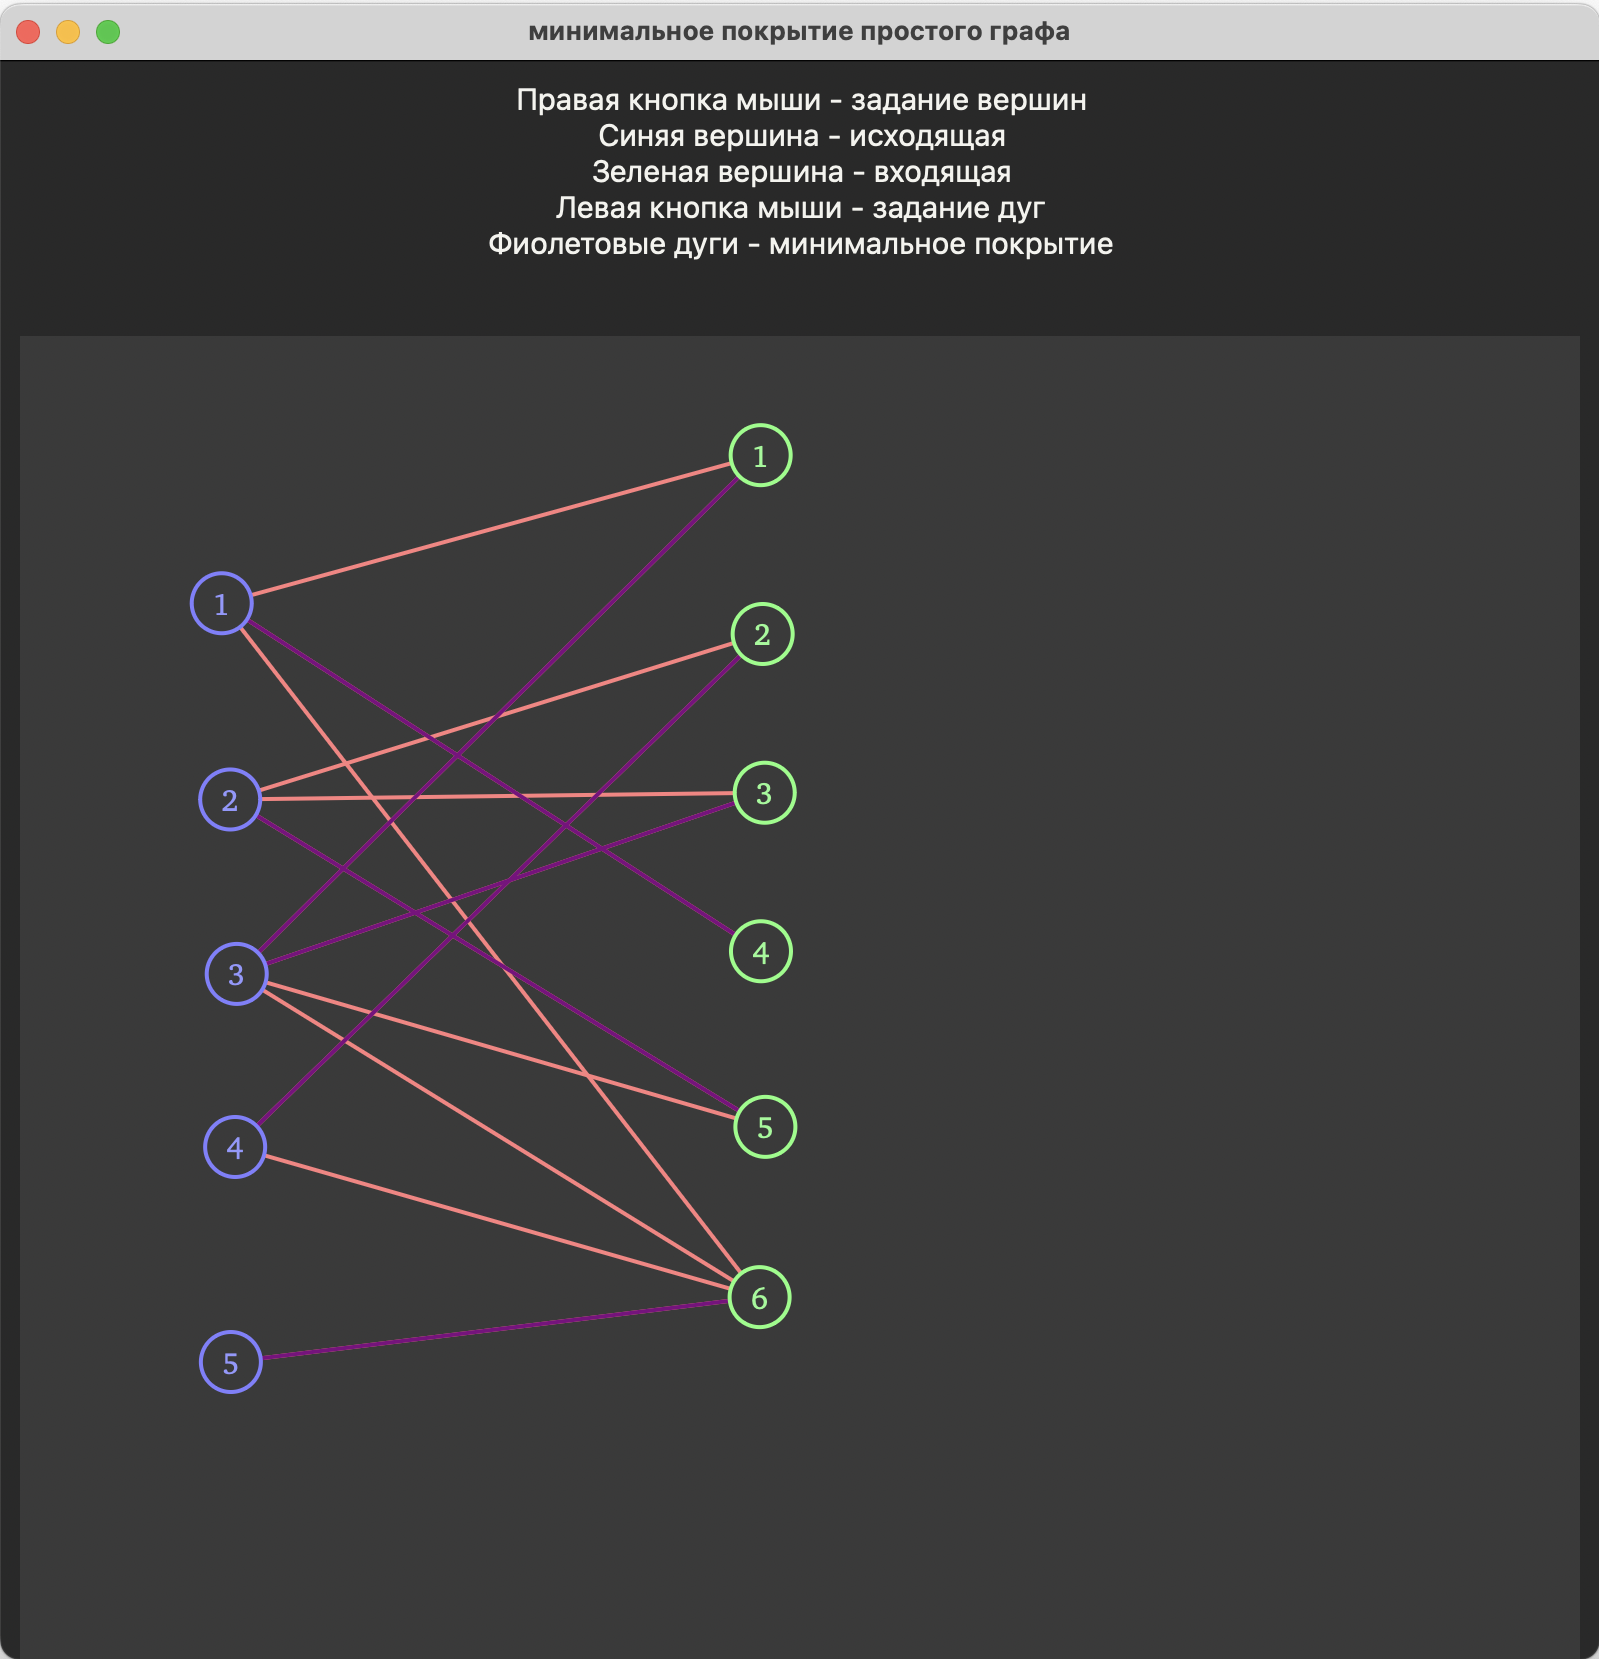 минимальное покрытие простого графа
Правая кнопка мыши - задание вершин
Синяя вершина - исходящая
Зеленая вершина - входящая
Левая кнопка мыши - задание дуг
Фиолетовые дуги - минимальное покрытие
1
1
2
2
3
3
4
4
5
5
6